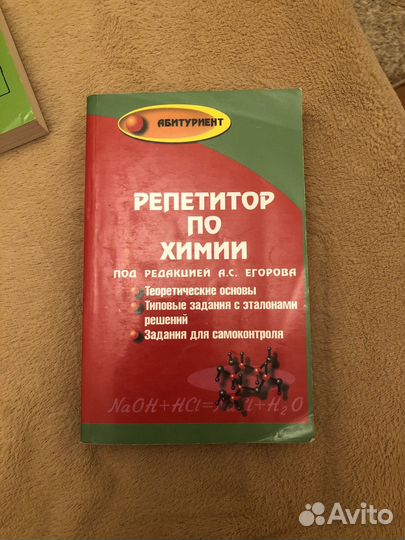 АБИТУРИЕНТ
РЕПЕТИТОР
ПО
ХИМИИ
ПОД РЕДАКЦИЕЙ А.С. ЕГОРОВА
Теоретические основы
Типовые задания с эталонами
решений
Задания для самоконтроля
NaOH+HCl=NaCl+H₂O
Avito